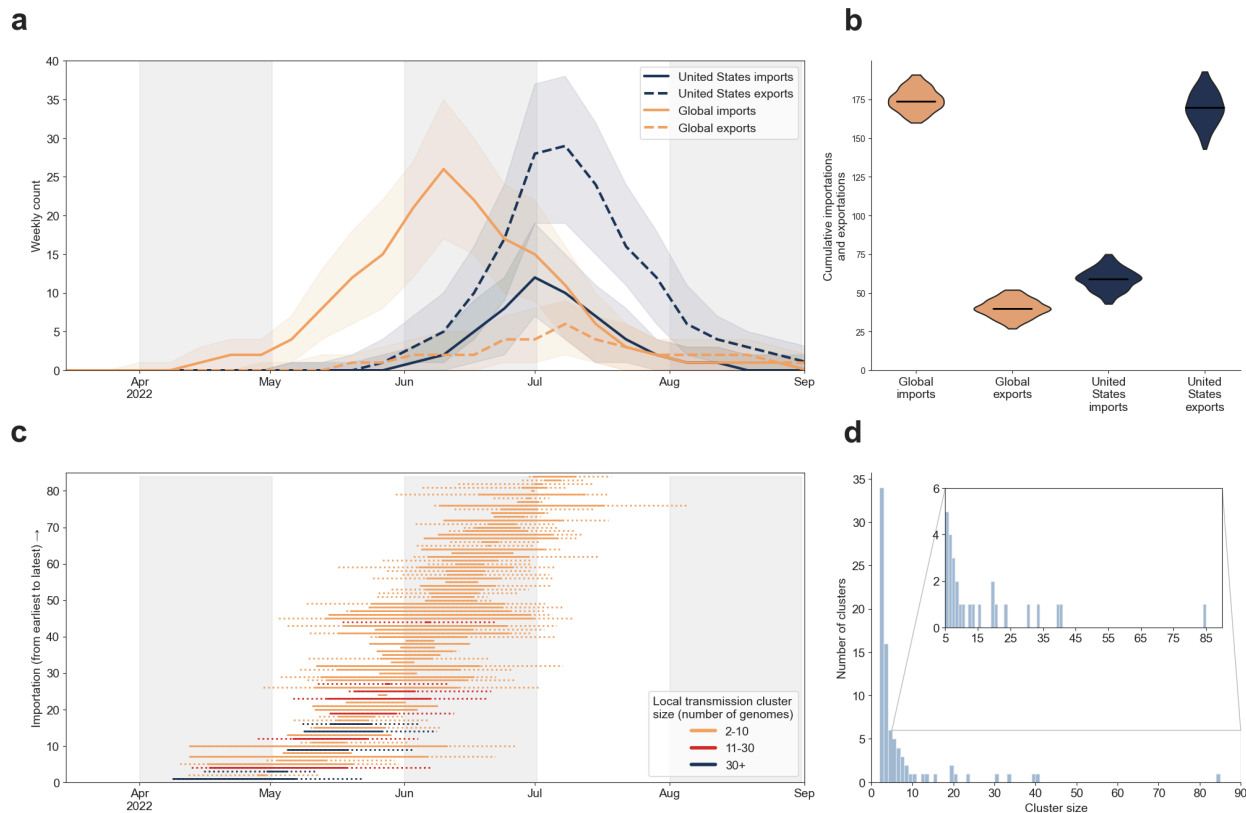 a
40
35
30
25
20
15
10
5
0
Weekly count
Apr
2022
May
Jun
Jul
Aug
Sep
United States imports
United States exports
Global imports
Global exports
b
175
150
125
100
75
50
25
0
Cumulative importations
and exportations
Global
imports
Global
exports
United
States
imports
United
States
exports
c
80
70
60
50
40
30
20
10
0
Importation (from earliest to latest) →
Apr
2022
May
Jun
Jul
Aug
Sep
Local transmission cluster
size (number of genomes)
2-10
11-30
30+
d
35
30
25
20
15
10
5
0
Number of clusters
0 10 20 30 40 50 60 70 80 90
Cluster size
6
4
2
0
5 15 25 35 45 55 65 75 85